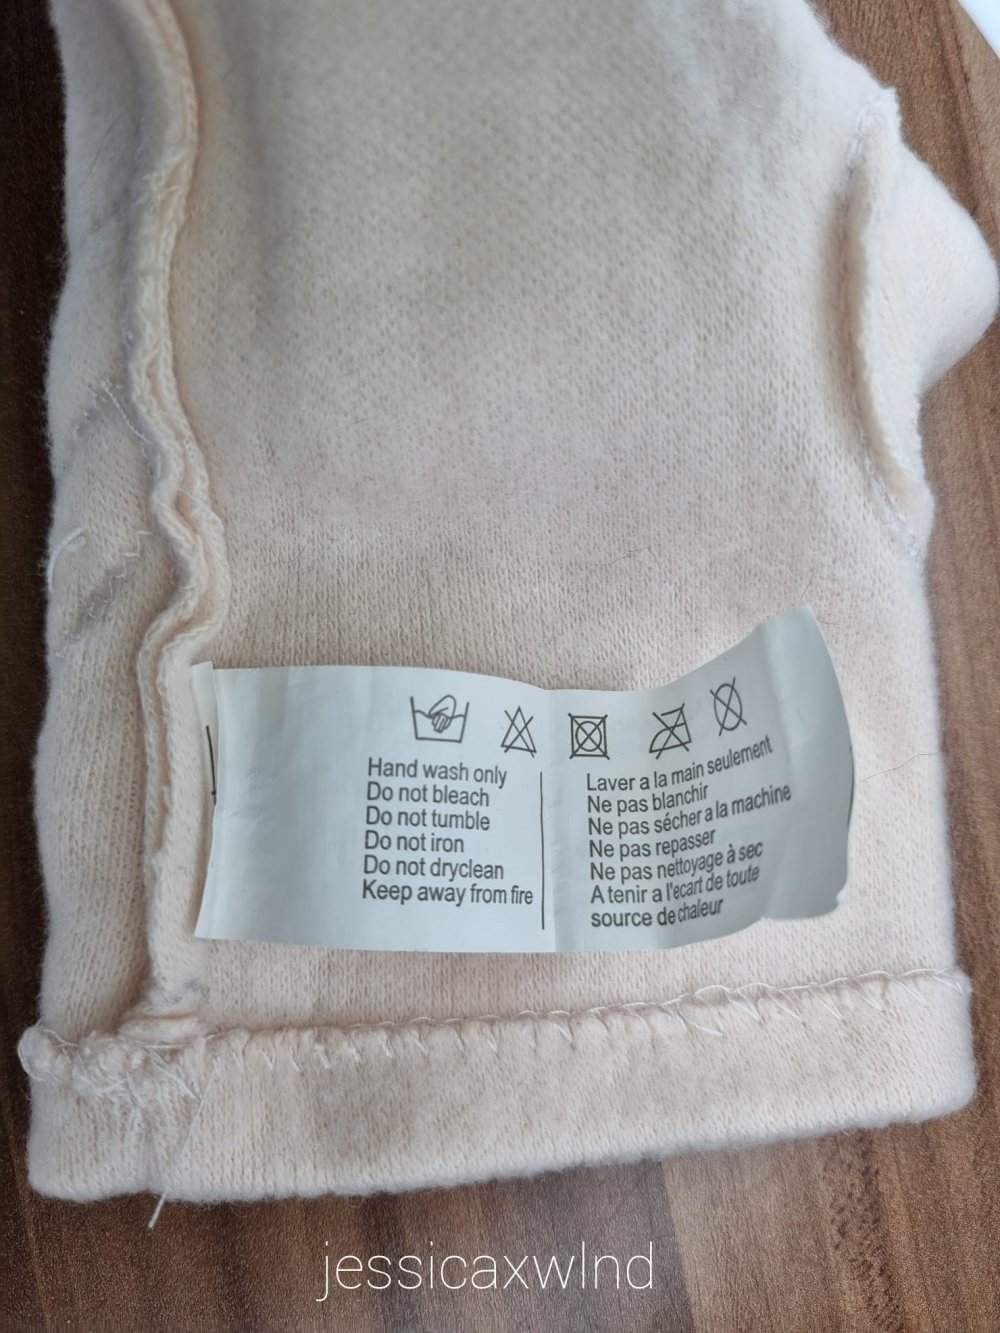 Hand wash only
Do not bleach
Do not tumble
Do not iron
Do not dryclean
Keep away from fire
Laver a la main seulement
Ne pas blanchir
Ne pas sécher a la machine
Ne pas repasser
Ne pas nettoyage à sec
A tenir a l'ecart de toute
source de chaleur
jessicaxwlnd